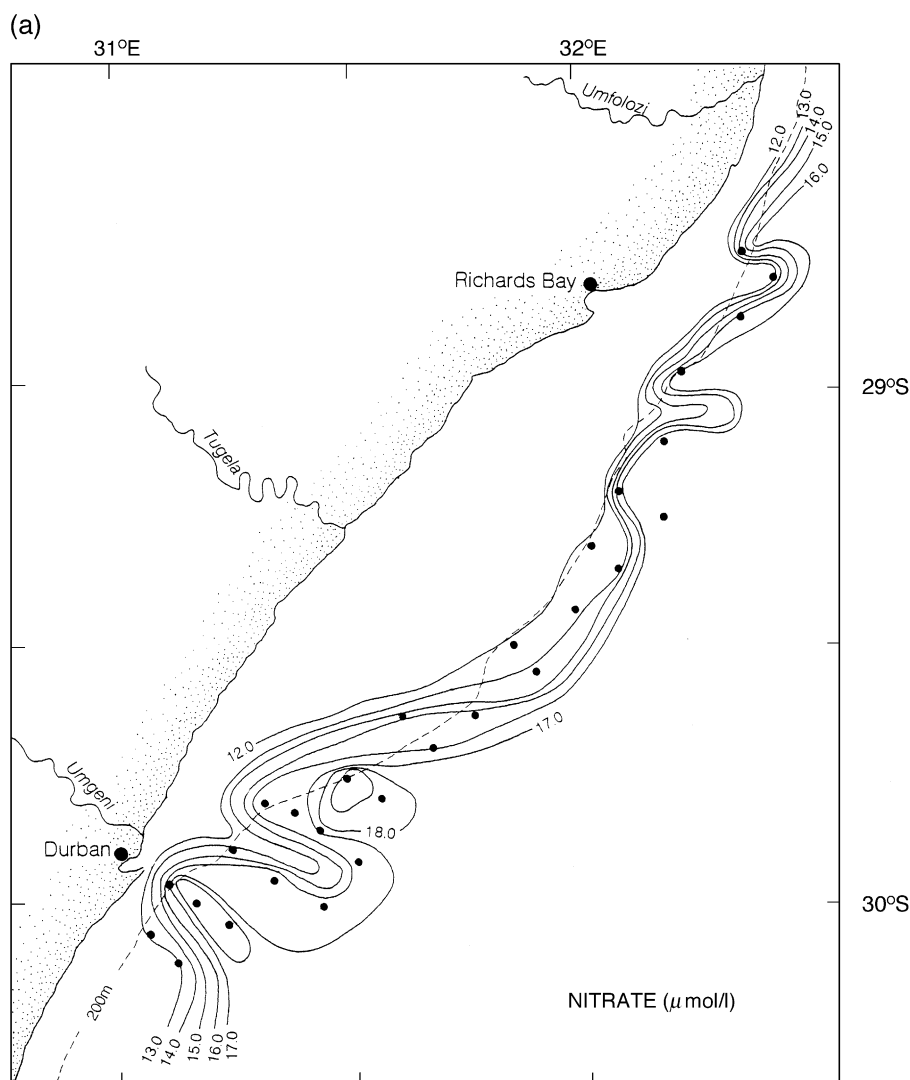 (a)
31°E
32°E
Umfolozi
12.0
13.0
14.0
15.0
16.0
Richards Bay
29°S
Tugela
12.0
17.0
Umgeni
18.0
Durban
30°S
200m
NITRATE (μ mol/l)
13.0
14.0
15.0
16.0
17.0